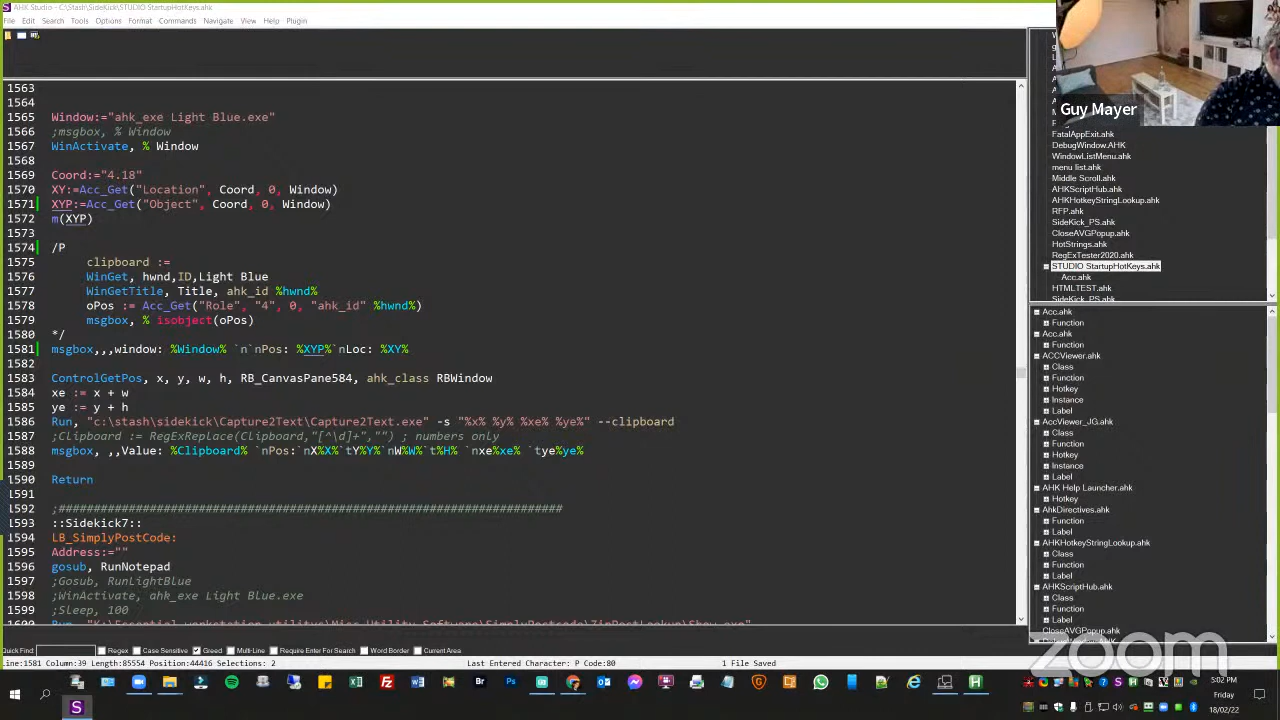 AHK Studio - C:\Stash\SideKick\STUDIO StartupHotKeys.ahk
File Edit Search Tools Options Format Commands Navigate View Help Plugin
1563
1564
1565 Window:="ahk_exe Light Blue.exe"
1566 ;msgbox, % Window
1567 WinActivate, % Window
1568
1569 Coord:="4.18"
1570 XY:=Acc_Get("Location", Coord, 0, Window)
1571 XYP:=Acc_Get("Object", Coord, 0, Window)
1572 m(XYP)
1573
1574 /P
1575 clipboard :=
1576 WinGet, hwnd,ID,Light Blue
1577 WinGetTitle, Title, ahk_id %hwnd%
1578 oPos := Acc_Get("Role", "4", 0, "ahk_id" %hwnd%)
1579 msgbox, % isobject(oPos)
1580 */
1581 msgbox,,,window: %Window% `n`nPos: %XYP%`nLoc: %XY%
1582
1583 ControlGetPos, x, y, w, h, RB_CanvasPane584, ahk_class RBWindow
1584 xe := x + w
1585 ye := y + h
1586 Run, "c:\stash\sidekick\Capture2Text\Capture2Text.exe" -s "%x% %y% %xe% %ye%" --clipboard
1587 ;Clipboard := RegExReplace(Clipboard,"[^\d]+","") ; numbers only
1588 msgbox, ,,Value: %Clipboard% `nPos:`nX%X%`tY%Y%`nW%W%`t%H% `nxe%xe% `tye%ye%
1589
1590 Return
1591
1592 ;######################################################################
1593 ::Sidekick7::
1594 LB_SimplyPostCode:
1595 Address:=""
1596 gosub, RunNotepad
1597 ;Gosub, RunLightBlue
1598 ;WinActivate, ahk_exe Light Blue.exe
1599 ;Sleep, 100
1600 Run, "K:\Essential workstation utilitys\Misc Utility Software\SimplyPostcode\ZipPostLookup\Show.exe"
Guy Mayer
FatalAppExit.ahk
DebugWindow.AHK
WindowListMenu.ahk
menu list.ahk
Middle Scroll.ahk
AHKScriptHub.ahk
AHKHotkeyStringLookup.ahk
RFP.ahk
SideKick_PS.ahk
CloseAVGPopup.ahk
HotStrings.ahk
RegExTester2020.ahk
STUDIO StartupHotKeys.ahk
Acc.ahk
HTMLTEST.ahk
SideKick_PS.ahk
Acc.ahk
Function
Acc.ahk
Function
ACCViewer.ahk
Class
Function
Hotkey
Instance
Label
AccViewer_JG.ahk
Class
Function
Hotkey
Instance
Label
AHK Help Launcher.ahk
Hotkey
AhkDirectives.ahk
Function
Label
AHKHotkeyStringLookup.ahk
Class
Function
Label
AHKScriptHub.ahk
Class
Function
Label
CloseAVGPopup.ahk
zoom
Quick Find: Regex Case Sensitive Greed Multi-Line Require Enter For Search Word Border Current Area
Line:1581 Column:39 Length:85554 Position:44416 Selections: 2 Last Entered Character: P Code:80 1 File Saved
5:02 PM
Friday
18/02/22